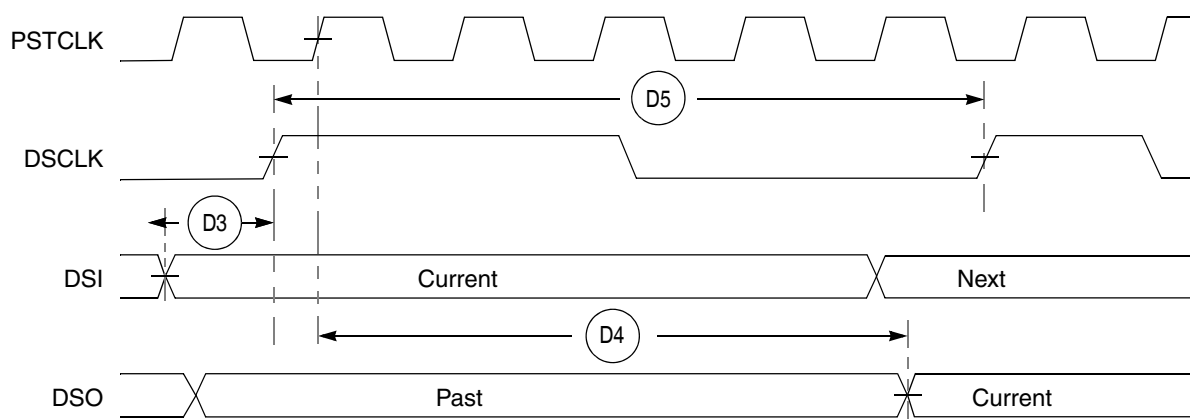 PSTCLK
D5
DSCLK
D3
DSI Current Next
D4
DSO Past Current